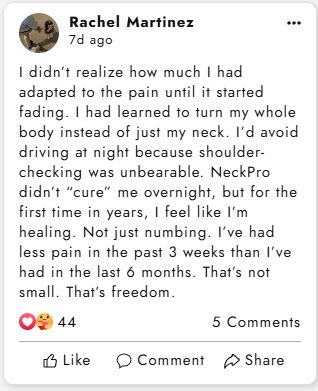 Rachel Martinez
7d ago
I didn't realize how much I had
adapted to the pain until it started
fading. I had learned to turn my whole
body instead of just my neck. I'd avoid
driving at night because shoulder-
checking was unbearable. NeckPro
didn't “cure” me overnight, but for the
first time in years, I feel like I'm
healing. Not just numbing. I've had
less pain in the past 3 weeks than I've
had in the last 6 months. That's not
small. That's freedom.
44 5 Comments
Like Comment Share